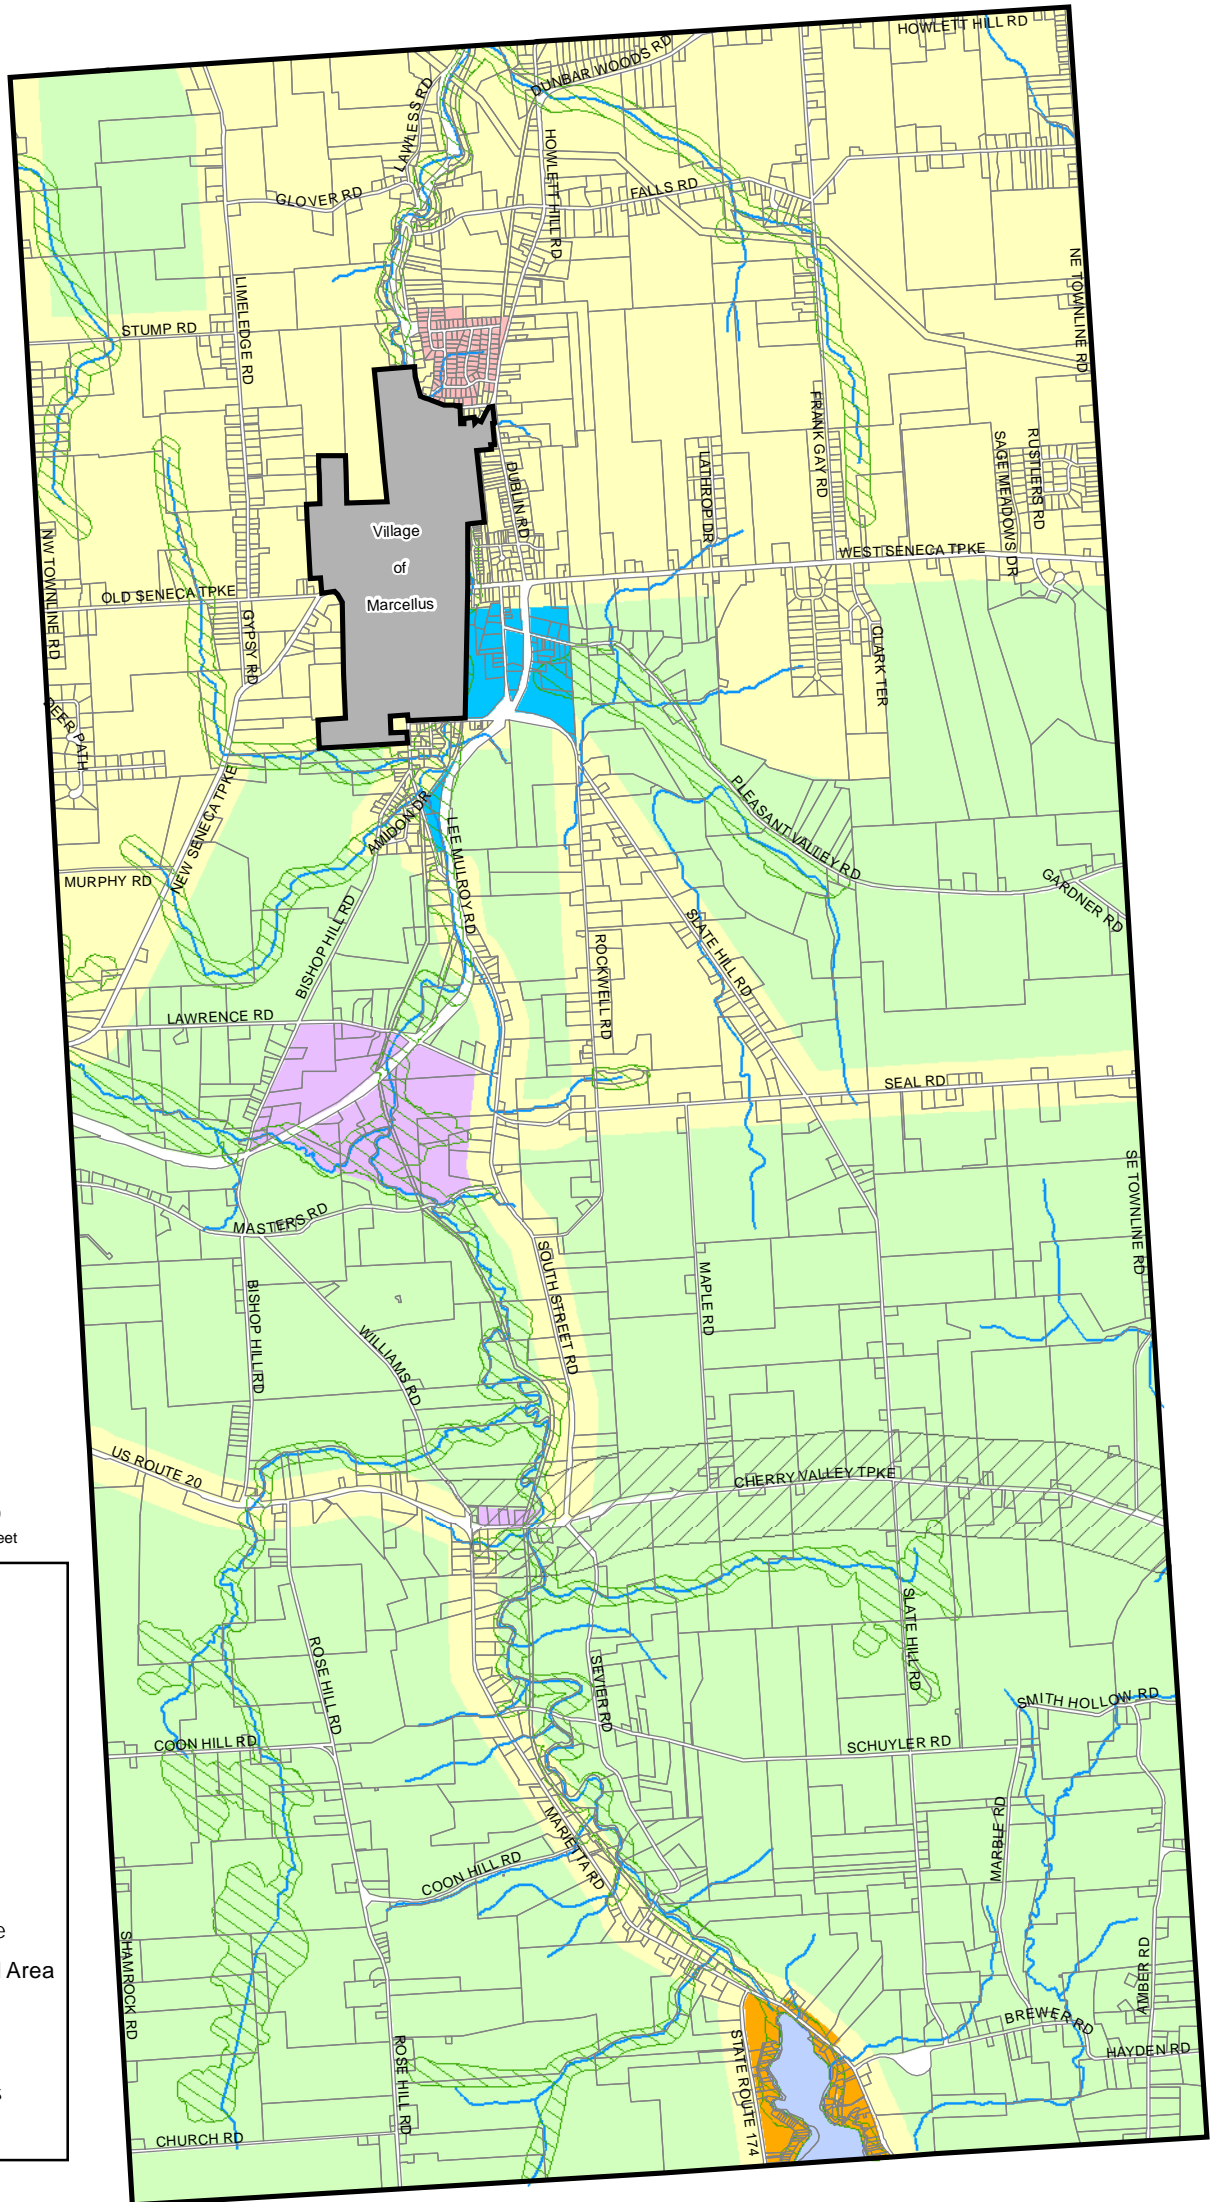 HOWLETT HILL RD
DUNBAR WOODS RD
LAWLESS RD
HOWLETT HILL RD
FALLS RD
GLOVER RD
NE TOWNLINE RD
LIMELEDGE RD
STUMP RD
FRANK GAY RD
SAGE MEADOWS DR
RUSTLERS RD
LATHROP DR
DUBLIN RD
Village
of
Marcellus
NW TOWNLINE RD
WEST SENECA TPKE
OLD SENECA TPKE
GYPSY RD
CLARK TER
DEER PATH
NEW SENECA TPKE
AMIDON DR
LEE MULROY RD
PLEASANT VALLEY RD
MURPHY RD
GARDNER RD
BISHOP HILL RD
SLATE HILL RD
ROCKWELL RD
LAWRENCE RD
SEAL RD
SE TOWNLINE RD
MASTERS RD
SOUTH STREET RD
MAPLE RD
BISHOP HILL RD
WILLIAMS RD
US ROUTE 20
CHERRY VALLEY TPKE
eet
SLATE HILL RD
ROSE HILL RD
SEVIER RD
SMITH HOLLOW RD
COON HILL RD
SCHUYLER RD
MARBLE RD
MARIETTA RD
COON HILL RD
e
SHAMROCK RD
Area
AMBER RD
BREWER RD
HAYDEN RD
STATE ROUTE 174
ROSE HILL RD
s
CHURCH RD